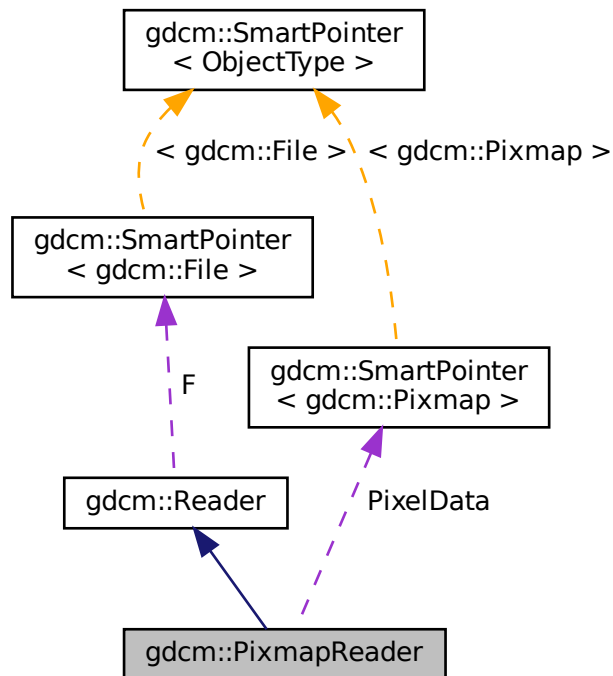 gdcm::SmartPointer
< ObjectType >
< gdcm::File >
< gdcm::Pixmap >
gdcm::SmartPointer
< gdcm::File >
gdcm::SmartPointer
< gdcm::Pixmap >
F
gdcm::Reader
PixelData
gdcm::PixmapReader